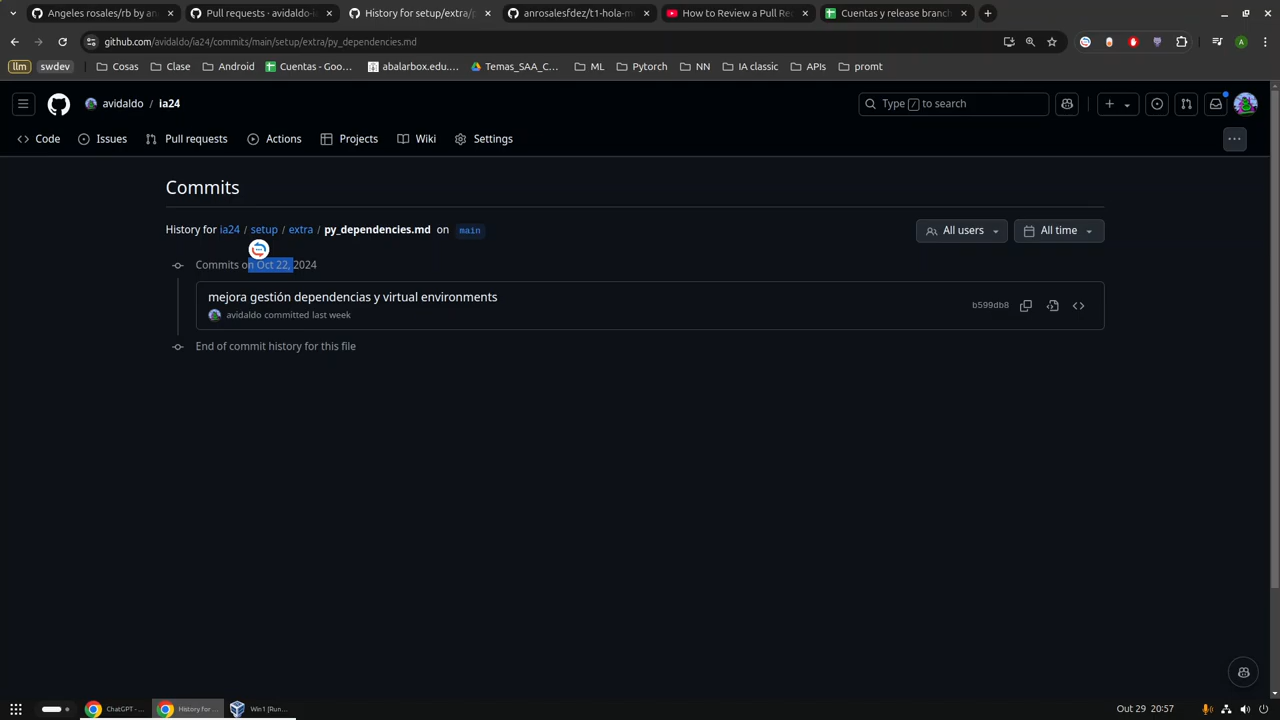 Angeles rosales/rb by an
Pull requests · avidaldo-i
History for setup/extra/p
anrosalesfdez/t1-hola-m
How to Review a Pull Re
Cuentas y release branch
github.com/avidaldo/ia24/commits/main/setup/extra/py_dependencies.md
A
llm
swdev
Cosas
Clase
Android
Cuentas - Goo…
abalarbox.edu.…
Temas_SAA_C…
ML
Pytorch
NN
IA classic
APIs
promt
avidaldo / ia24
Type / to search
Code
Issues
Pull requests
Actions
Projects
Wiki
Settings
Commits
History for ia24 / setup / extra / py_dependencies.md on main
All users
All time
Commits on Oct 22, 2024
mejora gestión dependencias y virtual environments
b599db8
avidaldo committed last week
End of commit history for this file
ChatGPT - …
History for …
Win1 [Run…
Out 29 20:57